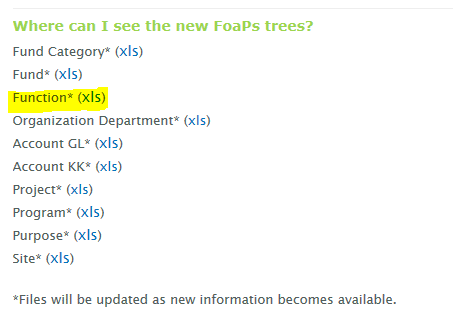 Where can I see the new FoaPs trees?
Fund Category* (xls)
Fund* (xls)
Function* (xls)
Organization Department* (xls)
Account GL* (xls)
Account KK* (xls)
Project* (xls)
Program* (xls)
Purpose* (xls)
Site* (xls)
*Files will be updated as new information becomes available.